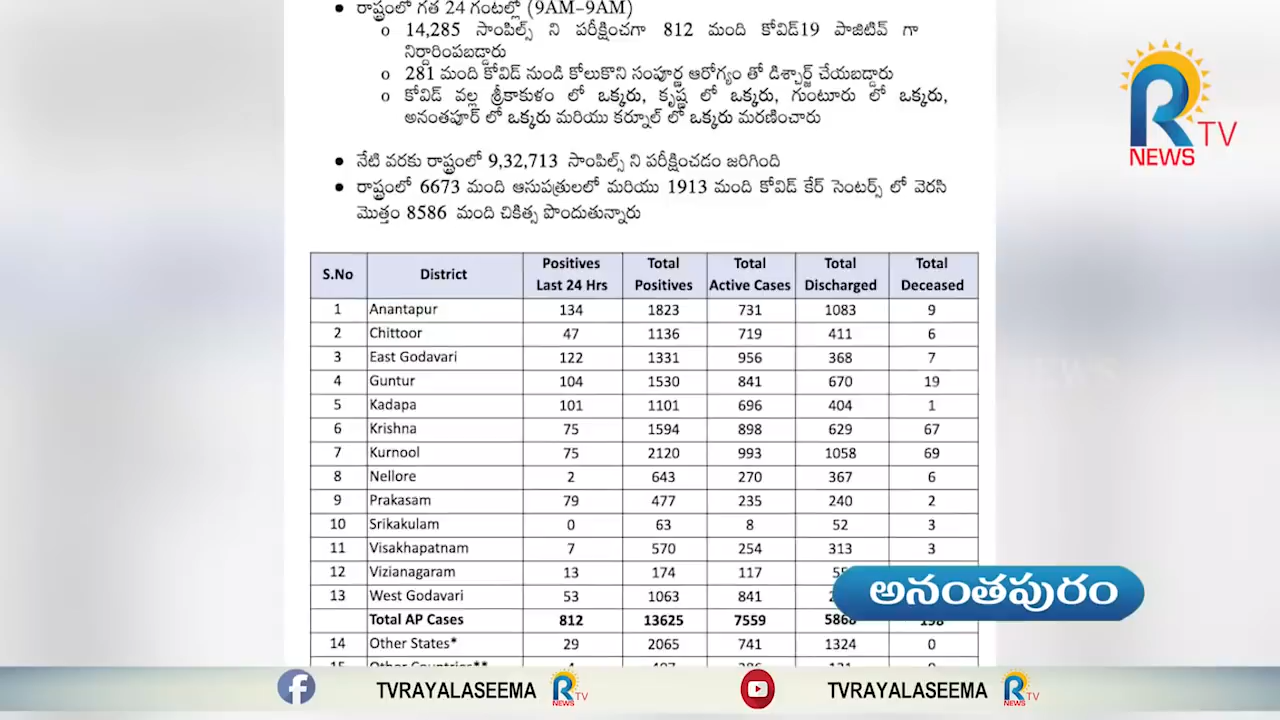 • రాష్ట్రంలో గత 24 గంటల్లో (9AM–9AM)
o 14,285 సాంపిల్స్ ని పరీక్షించగా 812 మంది కోవిడ్19 పాజిటివ్ గా
నిర్దారింపబడ్డారు
o 281 మంది కోవిడ్ నుండి కోలుకొని సంపూర్ణ ఆరోగ్యం తో డిశ్చార్జ్ చేయబడ్డారు
o కోవిడ్ వల్ల శ్రీకాకుళం లో ఒక్కరు, కృష్ణ లో ఒక్కరు, గుంటూరు లో ఒక్కరు,
అనంతపూర్ లో ఒక్కరు మరియు కర్నూల్ లో ఒక్కరు మరణించారు
• నేటి వరకు రాష్ట్రంలో 9,32,713 సాంపిల్స్ ని పరీక్షించడం జరిగింది
• రాష్ట్రంలో 6673 మంది ఆసుపత్రులలో మరియు 1913 మంది కోవిడ్ కేర్ సెంటర్స్ లో వెరసి
మొత్తం 8586 మంది చికిత్స పొందుతున్నారు
R TV
NEWS
S.No District Positives Last 24 Hrs Total Positives Total Active Cases Total Discharged Total Deceased
1 Anantapur 134 1823 731 1083 9
2 Chittoor 47 1136 719 411 6
3 East Godavari 122 1331 956 368 7
4 Guntur 104 1530 841 670 19
5 Kadapa 101 1101 696 404 1
6 Krishna 75 1594 898 629 67
7 Kurnool 75 2120 993 1058 69
8 Nellore 2 643 270 367 6
9 Prakasam 79 477 235 240 2
10 Srikakulam 0 63 8 52 3
11 Visakhapatnam 7 570 254 313 3
12 Vizianagaram 13 174 117
13 West Godavari 53 1063 841
Total AP Cases 812 13625 7559
14 Other States* 29 2065 741 1324 0
అనంతపురం
TVRAYALASEEMA R TV NEWS TVRAYALASEEMA R TV NEWS